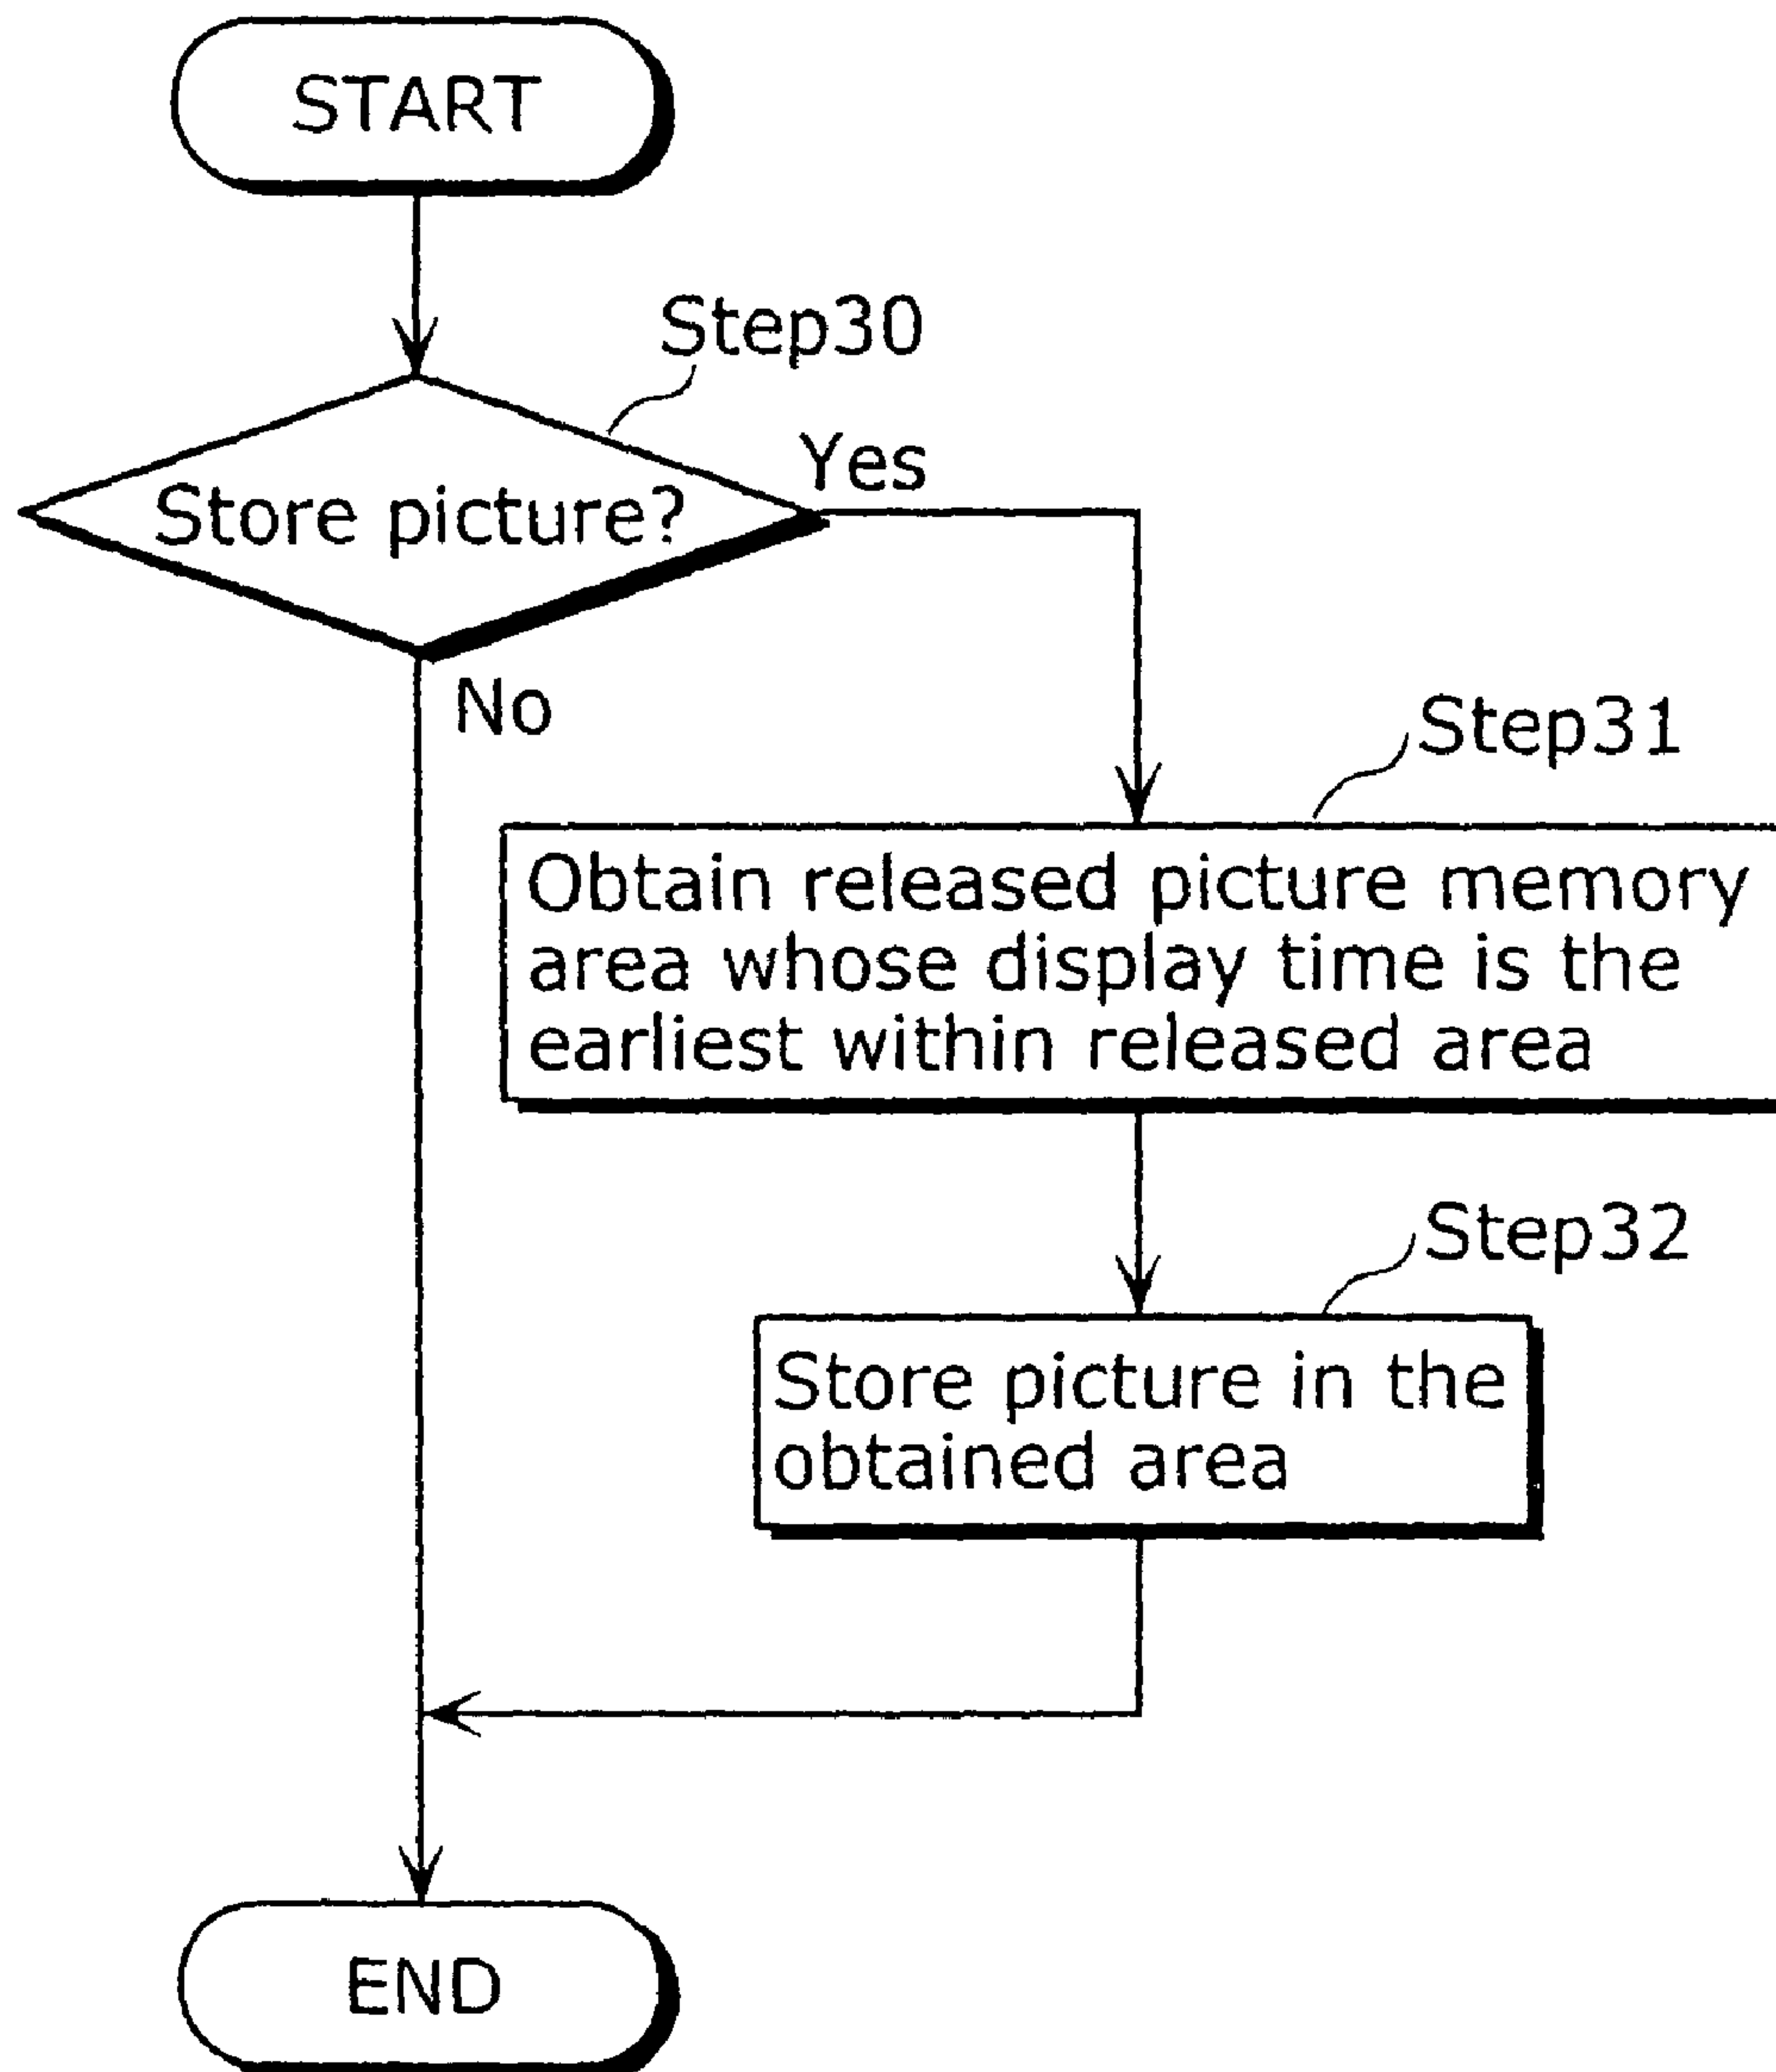 START
Step30
Yes
Store picture?
No
Step31
Obtain released picture memory
area whose display time is the
earliest within released area
Step32
Store picture in the
obtained area
END